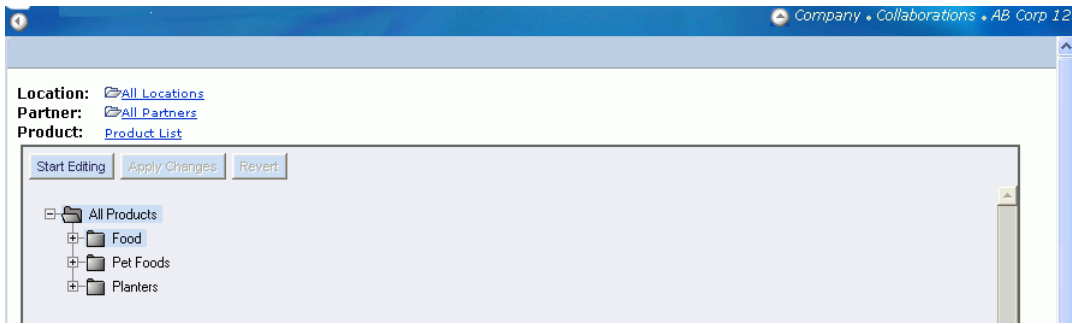 Company • Collaborations • AB Corp 12
Location: All Locations
Partner: All Partners
Product: Product List
Start Editing Apply Changes Revert
All Products
Food
Pet Foods
Planters